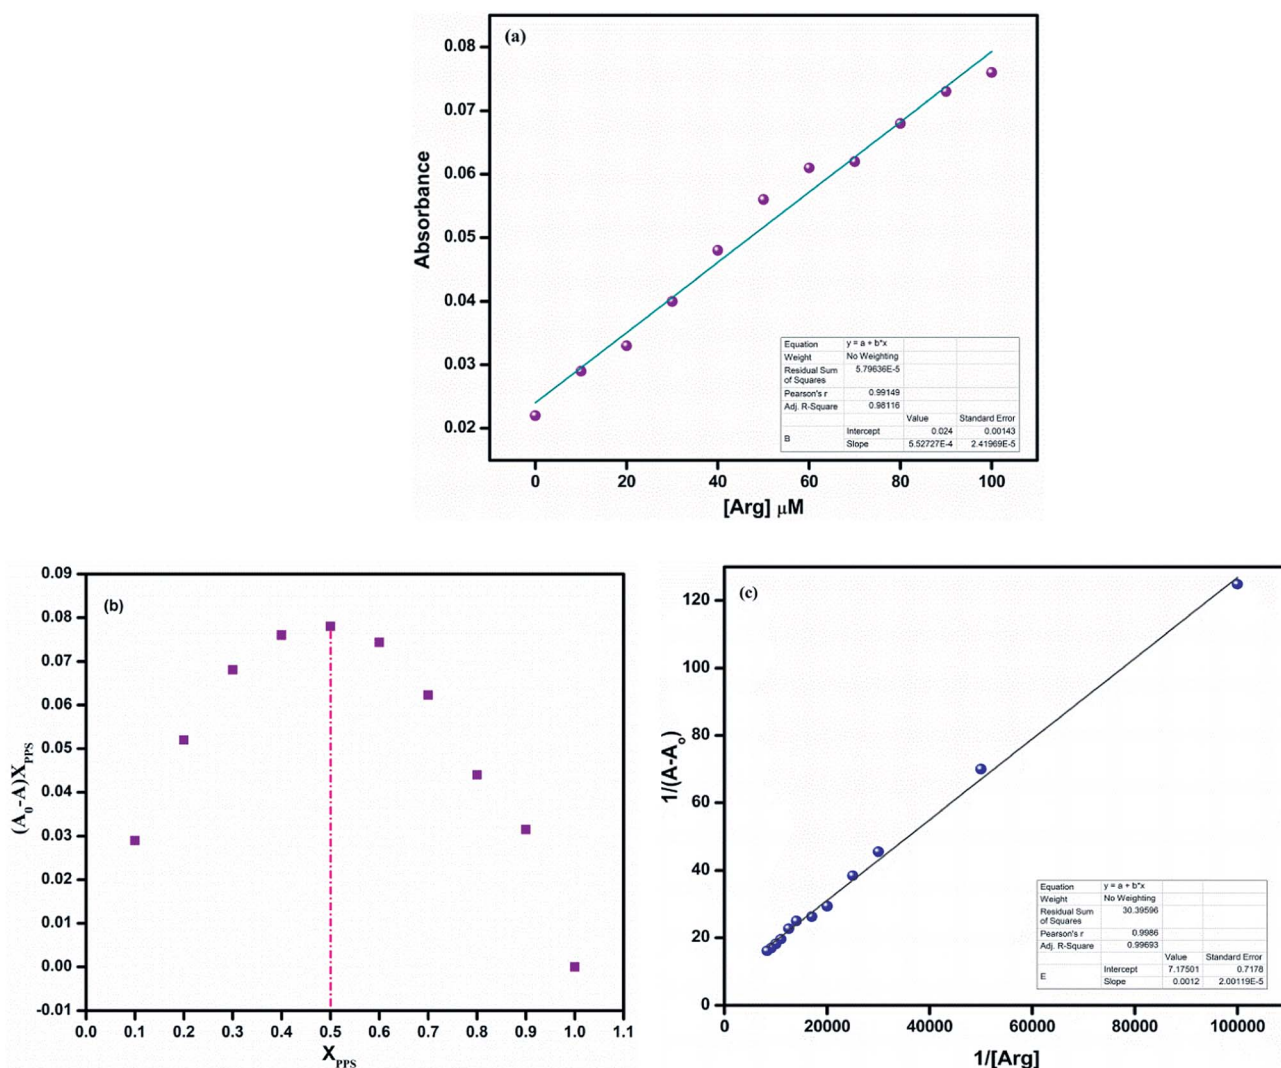 (a)
0.08
0.07
0.06
0.05
0.04
0.03
0.02
Absorbance
0 20 40 60 80 100
[Arg] μM
Equation y = a + b*x
Weight No Weighting
Residual Sum of Squares 5.79636E-5
Pearson's r 0.99149
Adj. R-Square 0.98116
Value Standard Error
B Intercept 0.024 0.00143
Slope 5.52727E-4 2.41969E-5
(b)
0.09
0.08
0.07
0.06
0.05
0.04
0.03
0.02
0.01
0.00
-0.01
(A₀-A)X_PPS
0.0 0.1 0.2 0.3 0.4 0.5 0.6 0.7 0.8 0.9 1.0 1.1
X_PPS
(c)
120
100
80
60
40
20
0
1/(A-A₀)
0 20000 40000 60000 80000 100000
1/[Arg]
Equation y = a + b*x
Weight No Weighting
Residual Sum of Squares 30.39596
Pearson's r 0.9986
Adj. R-Square 0.99693
Value Standard Error
E Intercept 7.17501 0.7178
Slope 0.0012 2.00119E-5